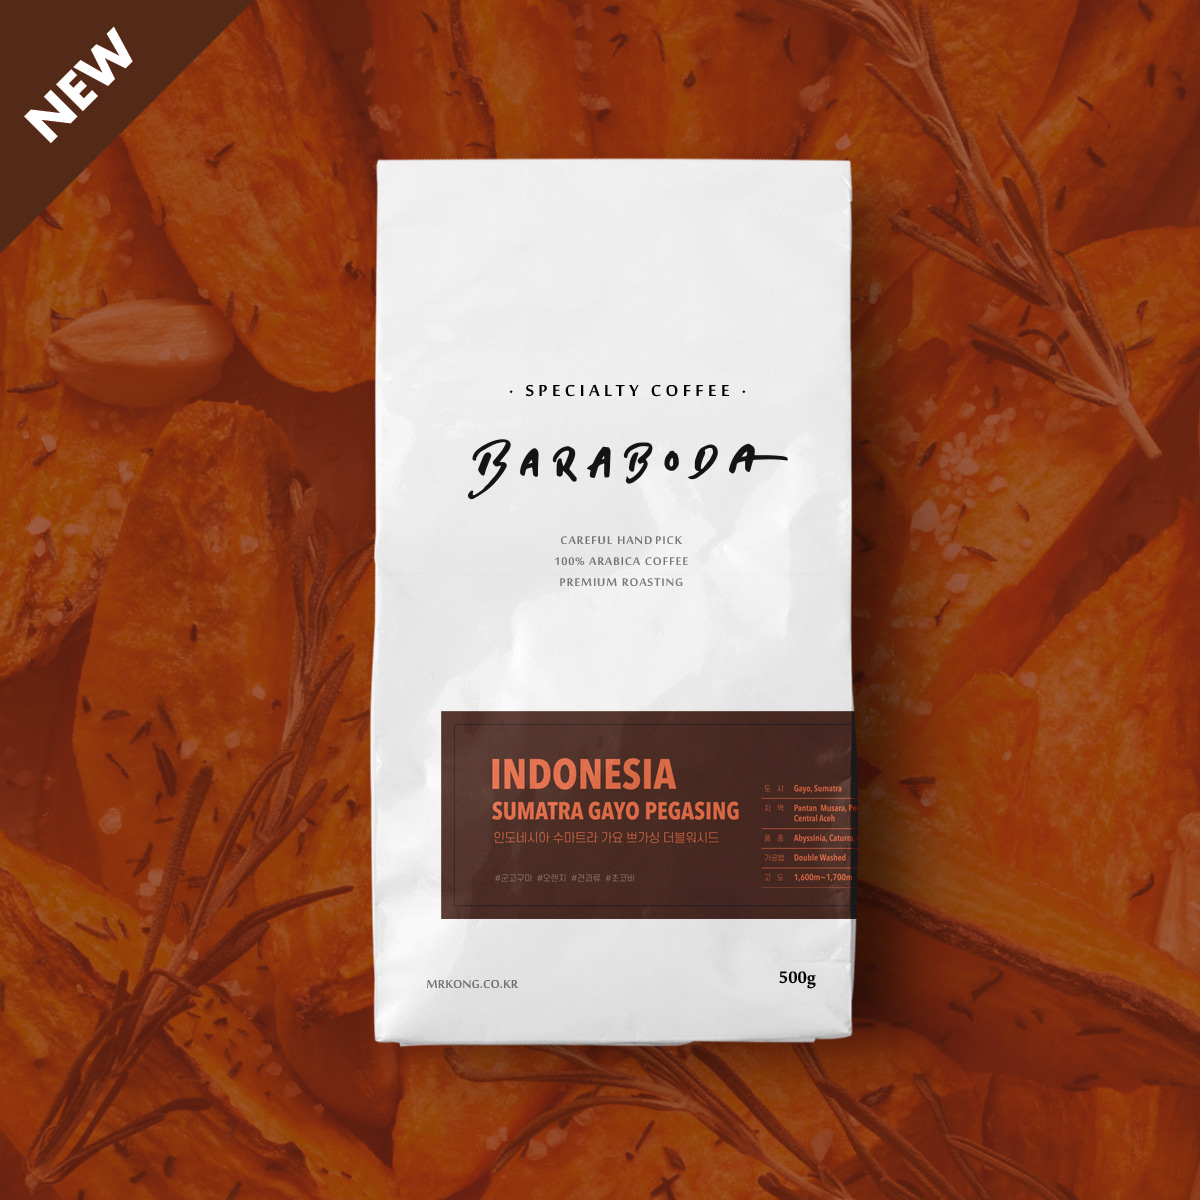 NEW
· SPECIALTY COFFEE ·
BARABODA
CAREFUL HAND PICK
100% ARABICA COFFEE
PREMIUM ROASTING
INDONESIA
SUMATRA GAYO PEGASING
인도네시아 수마트라 가요 쁘가싱 더블워시드
#군고구마 #오렌지 #견과류 #초코바
도 시 Gayo, Sumatra
지 역 Pantan Musara,
Central Aceh
품 종 Abyssinia, Caturra,
가공법 Double Washed
고 도 1,600m~1,700m
MRKONG.CO.KR
500g